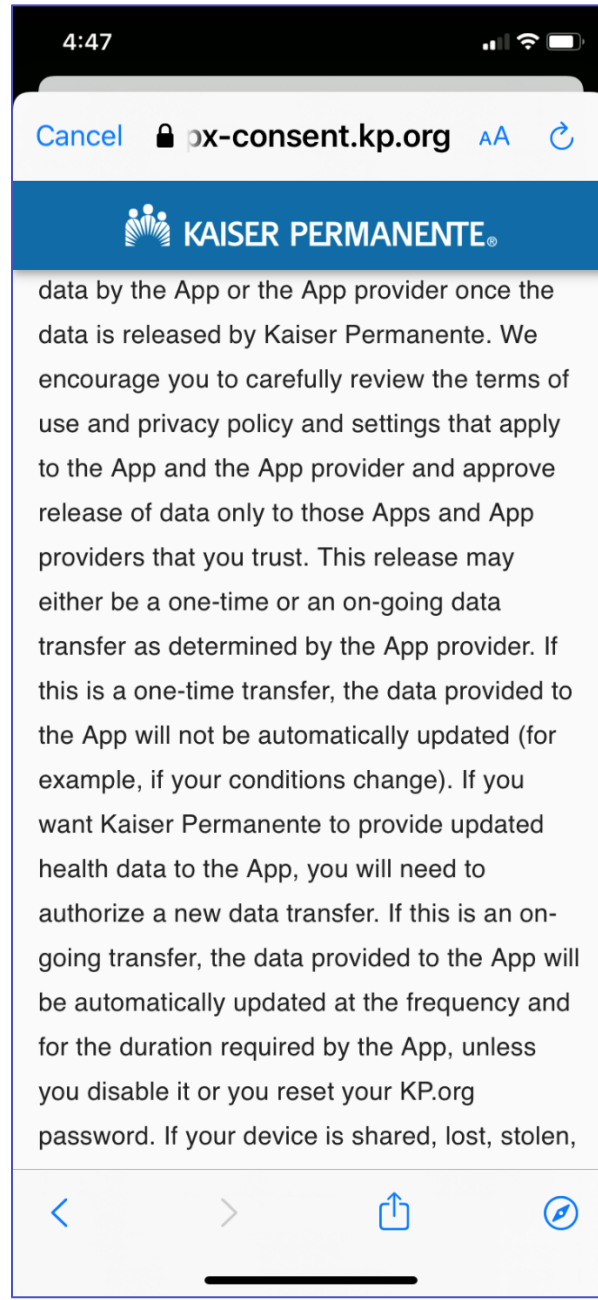 4:47
Cancel px-consent.kp.org AA
KAISER PERMANENTE®
data by the App or the App provider once the
data is released by Kaiser Permanente. We
encourage you to carefully review the terms of
use and privacy policy and settings that apply
to the App and the App provider and approve
release of data only to those Apps and App
providers that you trust. This release may
either be a one-time or an on-going data
transfer as determined by the App provider. If
this is a one-time transfer, the data provided to
the App will not be automatically updated (for
example, if your conditions change). If you
want Kaiser Permanente to provide updated
health data to the App, you will need to
authorize a new data transfer. If this is an on-
going transfer, the data provided to the App will
be automatically updated at the frequency and
for the duration required by the App, unless
you disable it or you reset your KP.org
password. If your device is shared, lost, stolen,